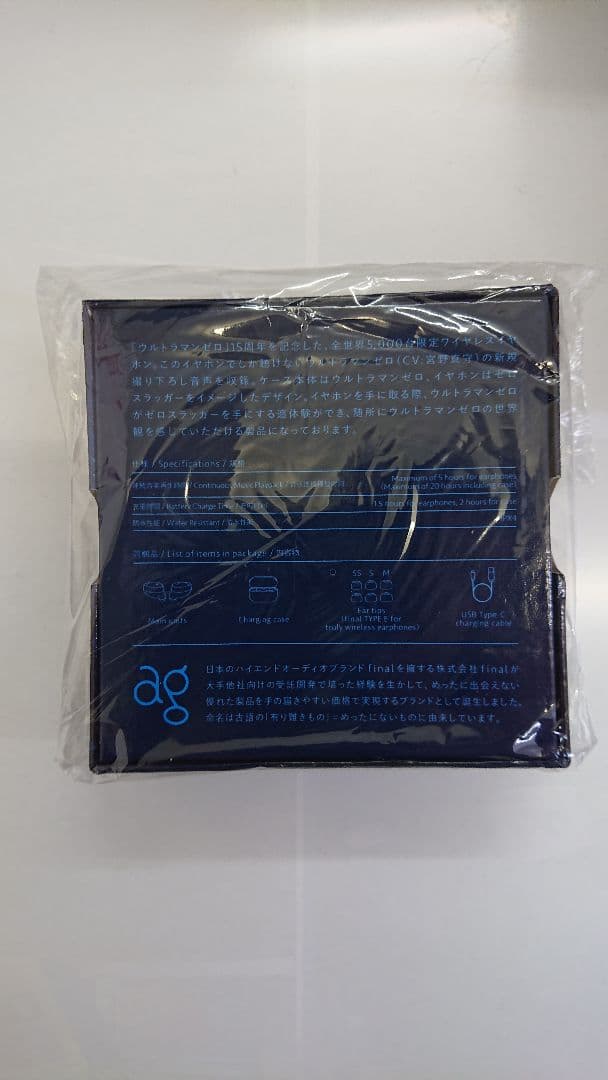 『ウルトラマンゼロ』15周年を記念した、全世界5,000台限定ワイヤレスイヤ
ホン。このイヤホンでしか聴けないウルトラマンゼロ(CV:宮野真守)の新規
撮り下ろし音声を収録。ケース本体はウルトラマンゼロ、イヤホンはゼロ
スラッガーをイメージしたデザイン。イヤホンを手に取る際、ウルトラマンゼロ
がゼロスラッガーを手にする追体験ができ、随所にウルトラマンゼロの世界
観を感じていただける製品になっております。
仕様 / Specifications / 规格
Continuous Music Playback /
Maximum of 5 hours for earphones
(Maximum of 20 hours including case)
充電時間 / Battery Charge Time /
1.5 hours for earphones, 2 hours for case
防水性能 / Water Resistant /
IPX4
同梱品 / List of items in package /
SS S M
Main units
Charging case
Ear tips
(final TYPE E for
truly wireless earphones)
USB Type-C
charging cable
ag
日本のハイエンドオーディオブランドfinalを擁する株式会社finalが
大手他社向けの受託開発で培った経験を生かして、めったに出会えない
優れた製品を手の届きやすい価格で実現するブランドとして誕生しました。
命名は古語の「有り難きもの」=めったにないものに由来しています。